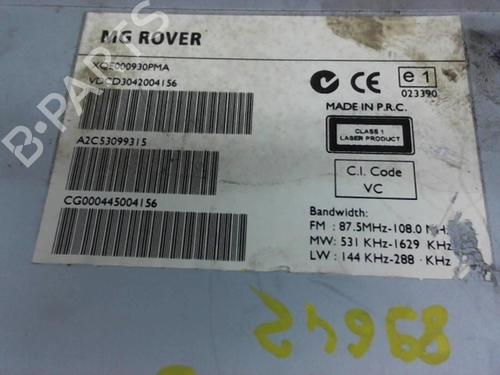 MG ROVER
XQE000930PMA
VDCD3042004156
A2C53099315
CG000445004156
CE
e1
023390
MADE IN P.R.C.
CLASS 1
LASER PRODUCT
C.I. Code
VC
Bandwidth:
FM : 87.5MHz-108.0 MHz
MW: 531 KHz-1629 KHz
LW : 144 KHz-288 KHz
B-PARTS